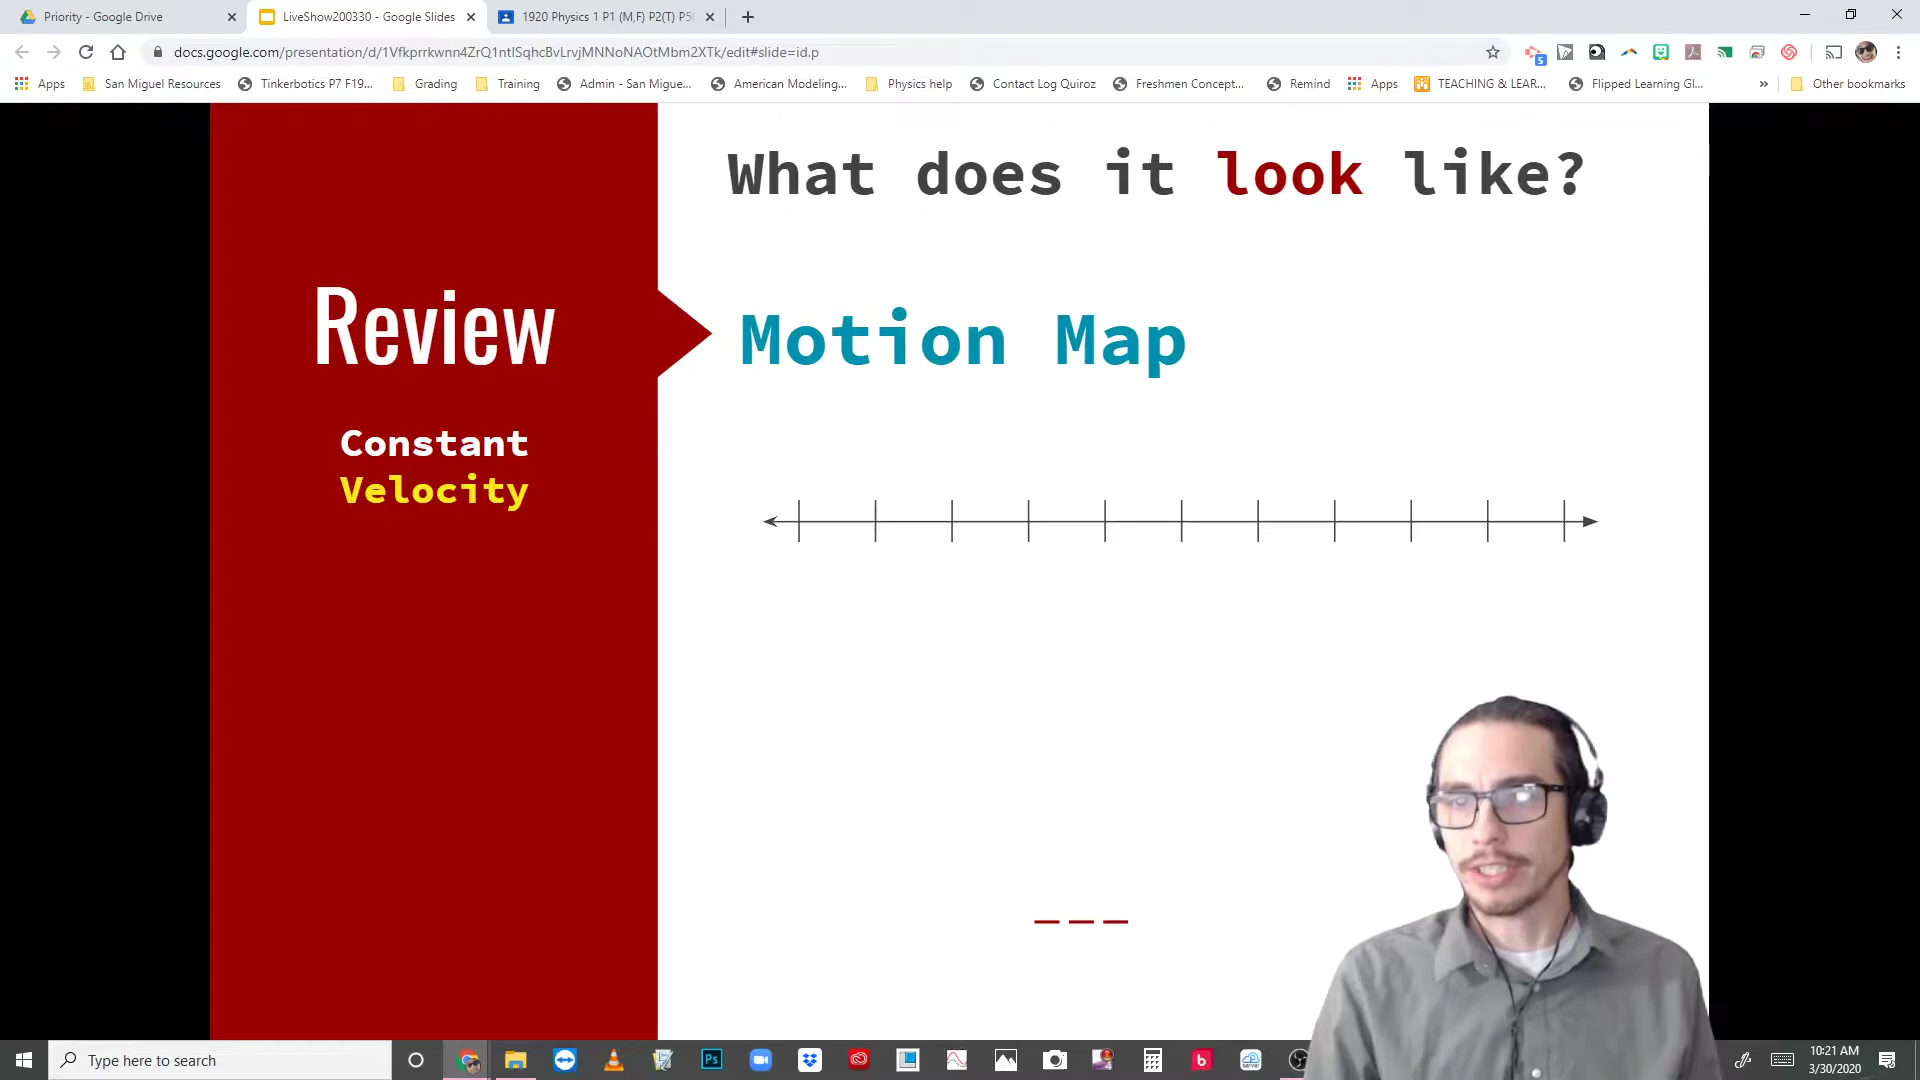 Priority - Google Drive
LiveShow200330 - Google Slides
1920 Physics 1 P1 (M,F) P2(T) P5(
docs.google.com/presentation/d/1Vfkprrkwnn4ZrQ1ntlSqhcBvLrvjMNNoNAOtMbm2XTk/edit#slide=id.p
5
Apps
San Miguel Resources
Tinkerbotics P7 F19...
Grading
Training
Admin - San Migue...
American Modeling...
Physics help
Contact Log Quiroz
Freshmen Concept...
Remind
Apps
TEACHING & LEAR...
Flipped Learning Gl...
Other bookmarks
What does it look like?
Review
Motion Map
Constant
Velocity
Type here to search
Ps
b
10:21 AM
3/30/2020